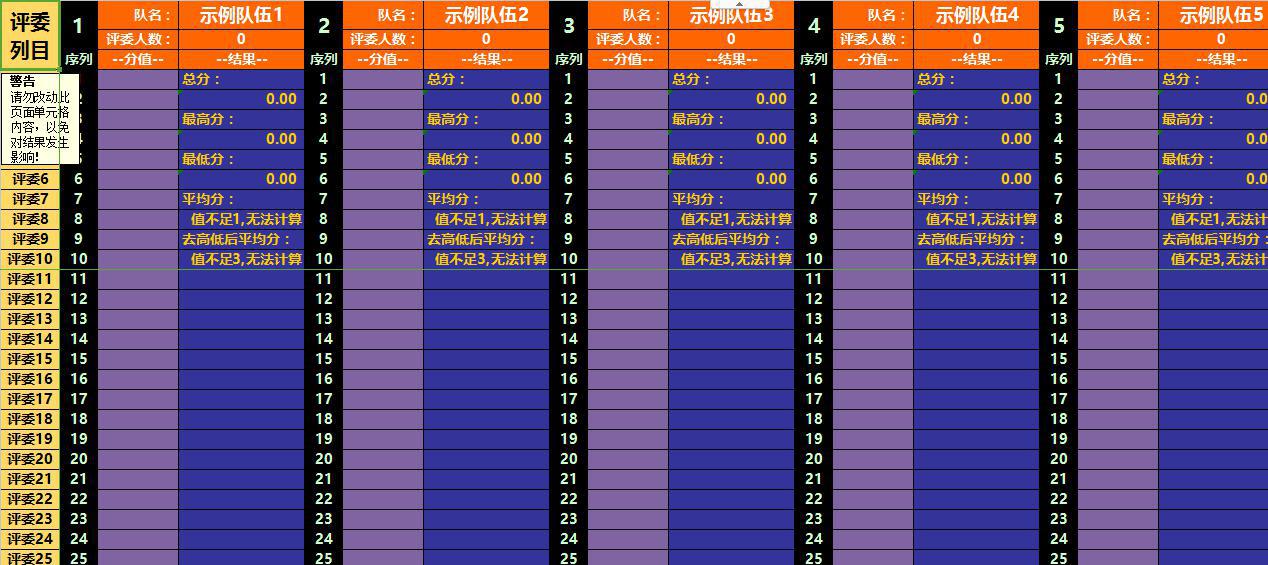 评委 1 队名： 示例队伍1 2 队名： 示例队伍2 3 队名： 示例队伍3 4 队名： 示例队伍4 5 队名： 示例队伍5
列目 评委人数： 0 评委人数： 0 评委人数： 0 评委人数： 0 评委人数： 0
序列 --分值-- --结果-- 序列 --分值-- --结果-- 序列 --分值-- --结果-- 序列 --分值-- --结果-- 序列 --分值-- --结果--
警告
请勿改动此
页面单元格
内容，以免
对结果发生
影响!
总分： 1 总分： 1 总分： 1 总分： 1 总分：
2 0.00 2 0.00 2 0.00 2 0.00 2 0.0
3 最高分： 3 最高分： 3 最高分： 3 最高分： 3 最高分：
4 0.00 4 0.00 4 0.00 4 0.00 4 0.0
5 最低分： 5 最低分： 5 最低分： 5 最低分： 5 最低分：
评委6 6 0.00 6 0.00 6 0.00 6 0.00 6 0.0
评委7 7 平均分： 7 平均分： 7 平均分： 7 平均分： 7 平均分：
评委8 8 值不足1,无法计算 8 值不足1,无法计算 8 值不足1,无法计算 8 值不足1,无法计算 8 值不足1,无法计
评委9 9 去高低后平均分： 9 去高低后平均分： 9 去高低后平均分： 9 去高低后平均分： 9 去高低后平均分：
评委10 10 值不足3,无法计算 10 值不足3,无法计算 10 值不足3,无法计算 10 值不足3,无法计算 10 值不足3,无法计
评委11 11 11 11 11 11
评委12 12 12 12 12 12
评委13 13 13 13 13 13
评委14 14 14 14 14 14
评委15 15 15 15 15 15
评委16 16 16 16 16 16
评委17 17 17 17 17 17
评委18 18 18 18 18 18
评委19 19 19 19 19 19
评委20 20 20 20 20 20
评委21 21 21 21 21 21
评委22 22 22 22 22 22
评委23 23 23 23 23 23
评委24 24 24 24 24 24
评委25 25 25 25 25 25